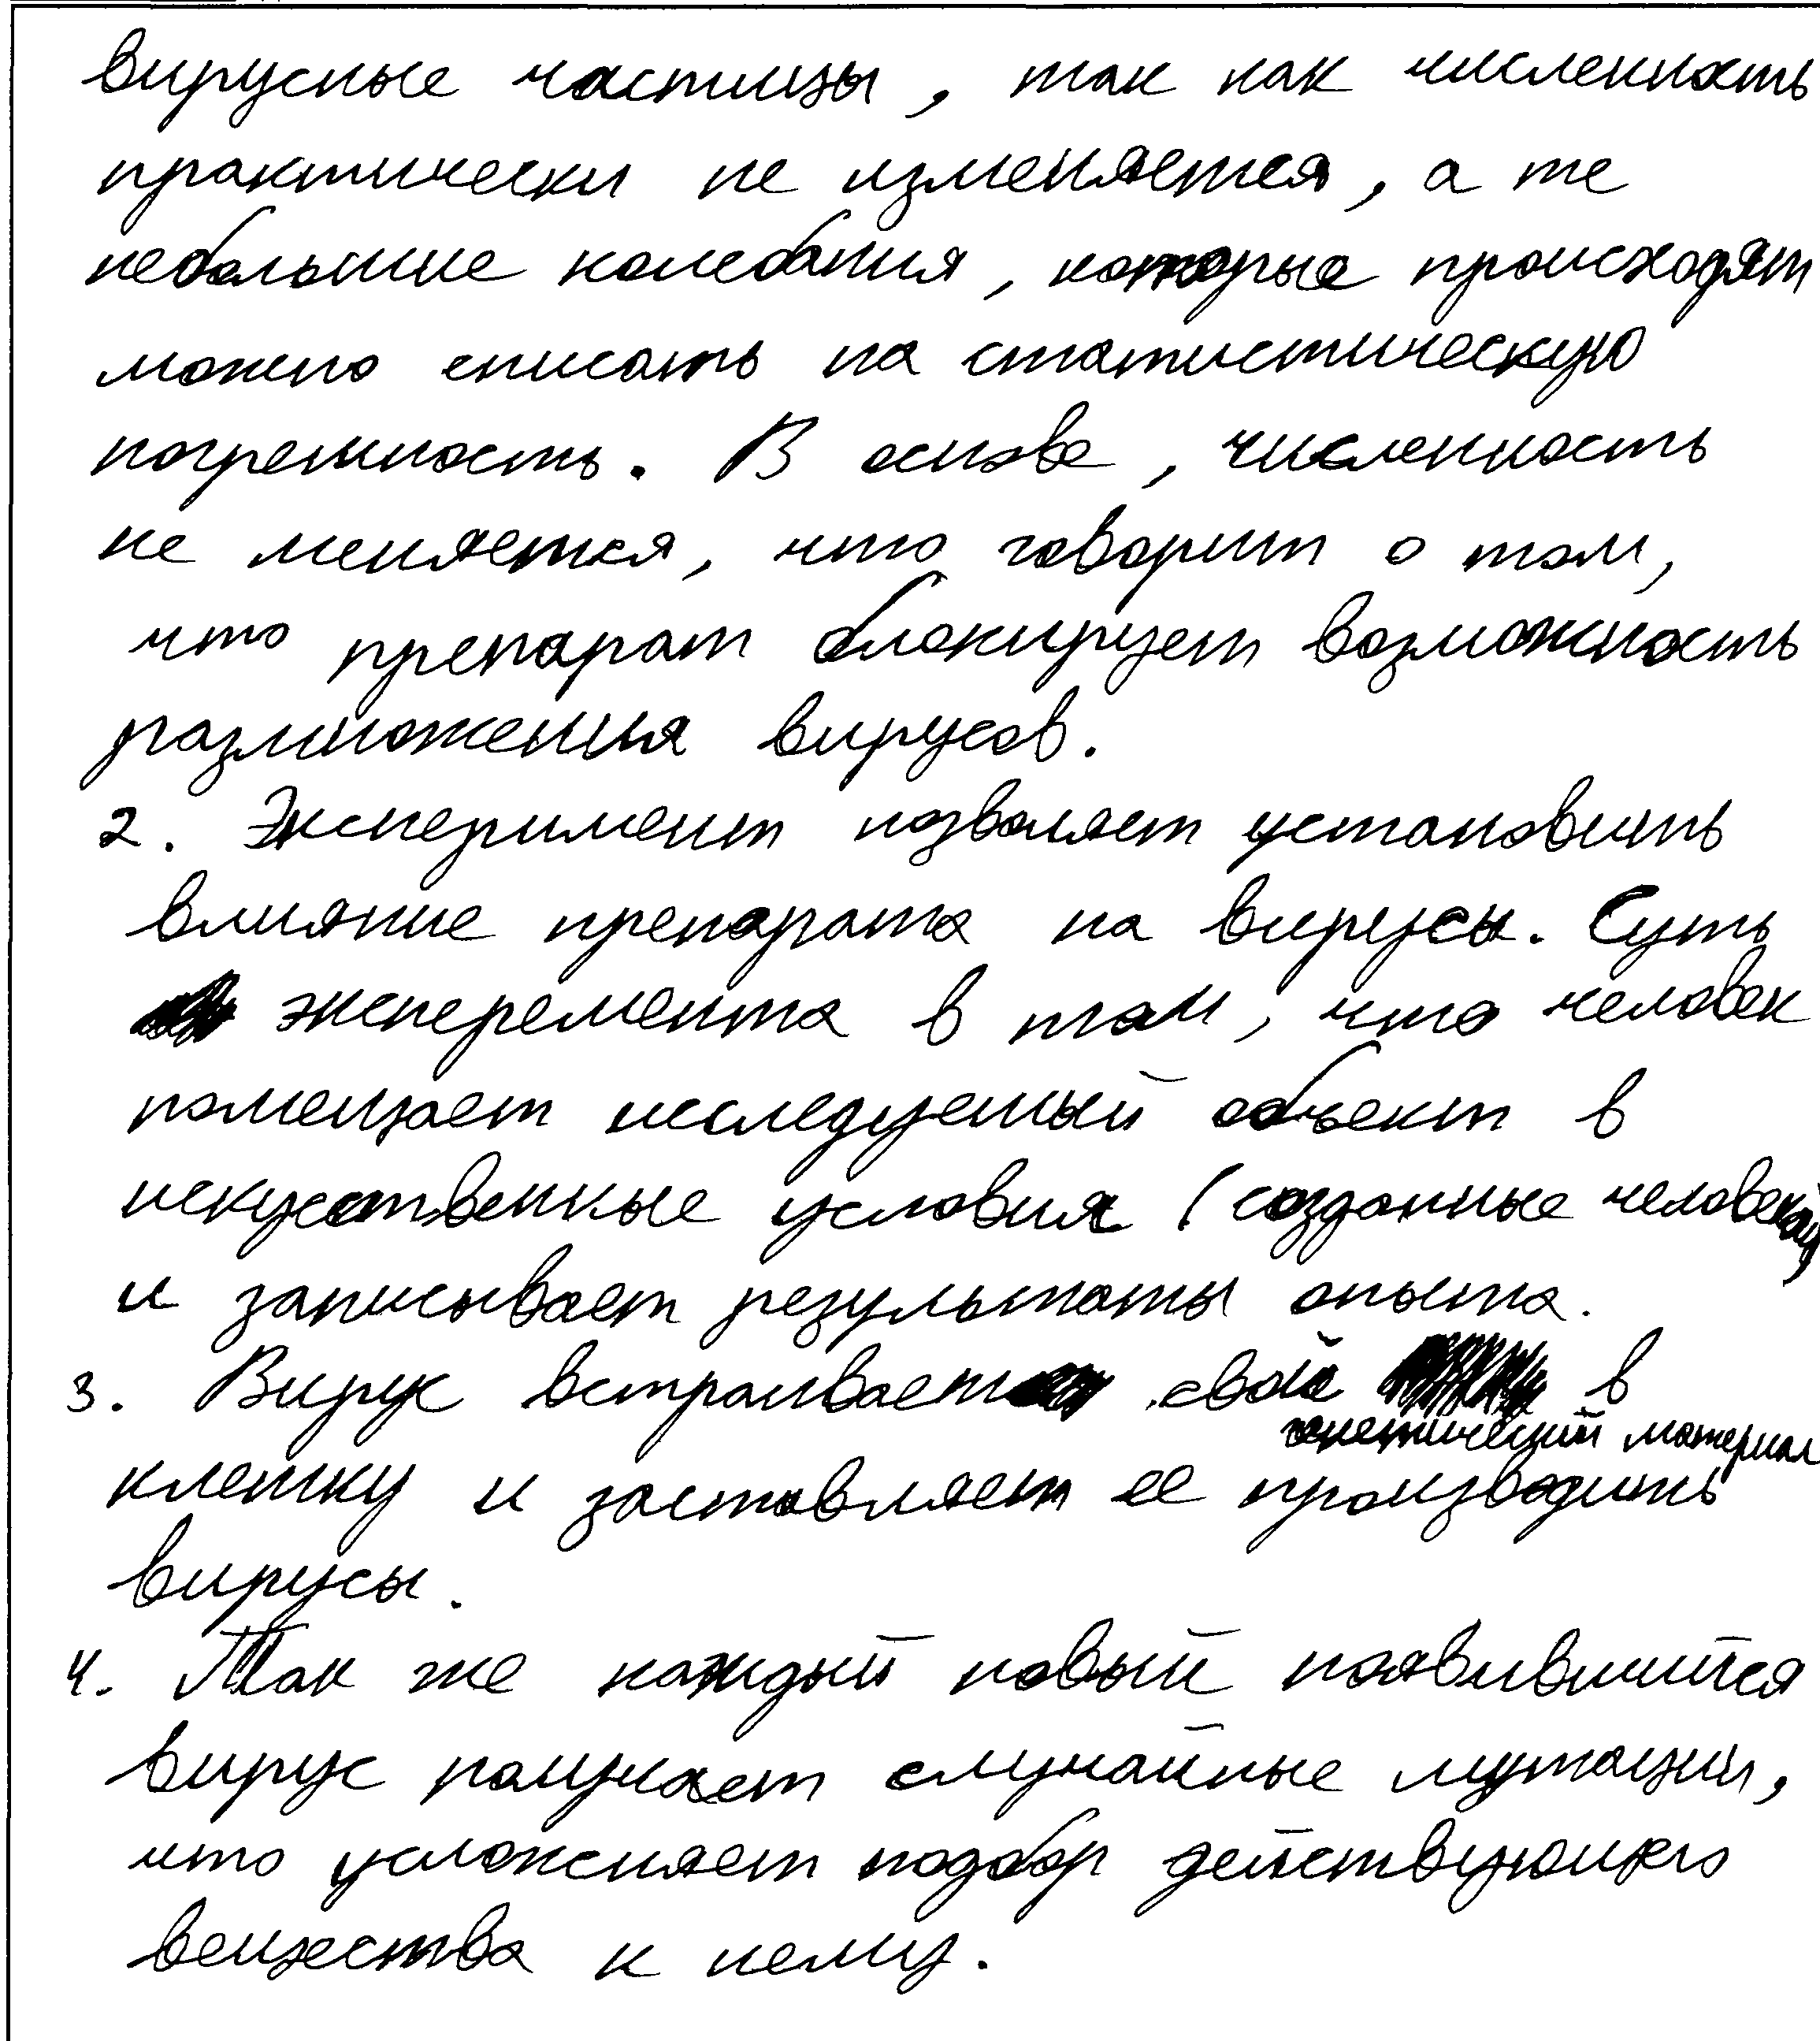 вирусные частицы, так как численность
практически не изменяется, а те
небольшие колебания, которые происходят
можно списать на статистическую
погрешность. В основе, численность
не меняется, что говорит о том,
что препарат блокирует возможность
размножения вирусов.
2. Эксперимент позволяет установить
влияние препарата на вирусы. Суть
эксперемента в том, что человек
помещает исследуемый объект в
искуственные условия (созданные человеком
и записывает результаты опыта.
3. Вирус встраивает свой в
генетический материал
клетку и заставляет ее производить
вирусы.
4. Так же каждый новый появившийся
вирус получает случайные мутации,
что усложняет подбор действующего
вещества к нему.